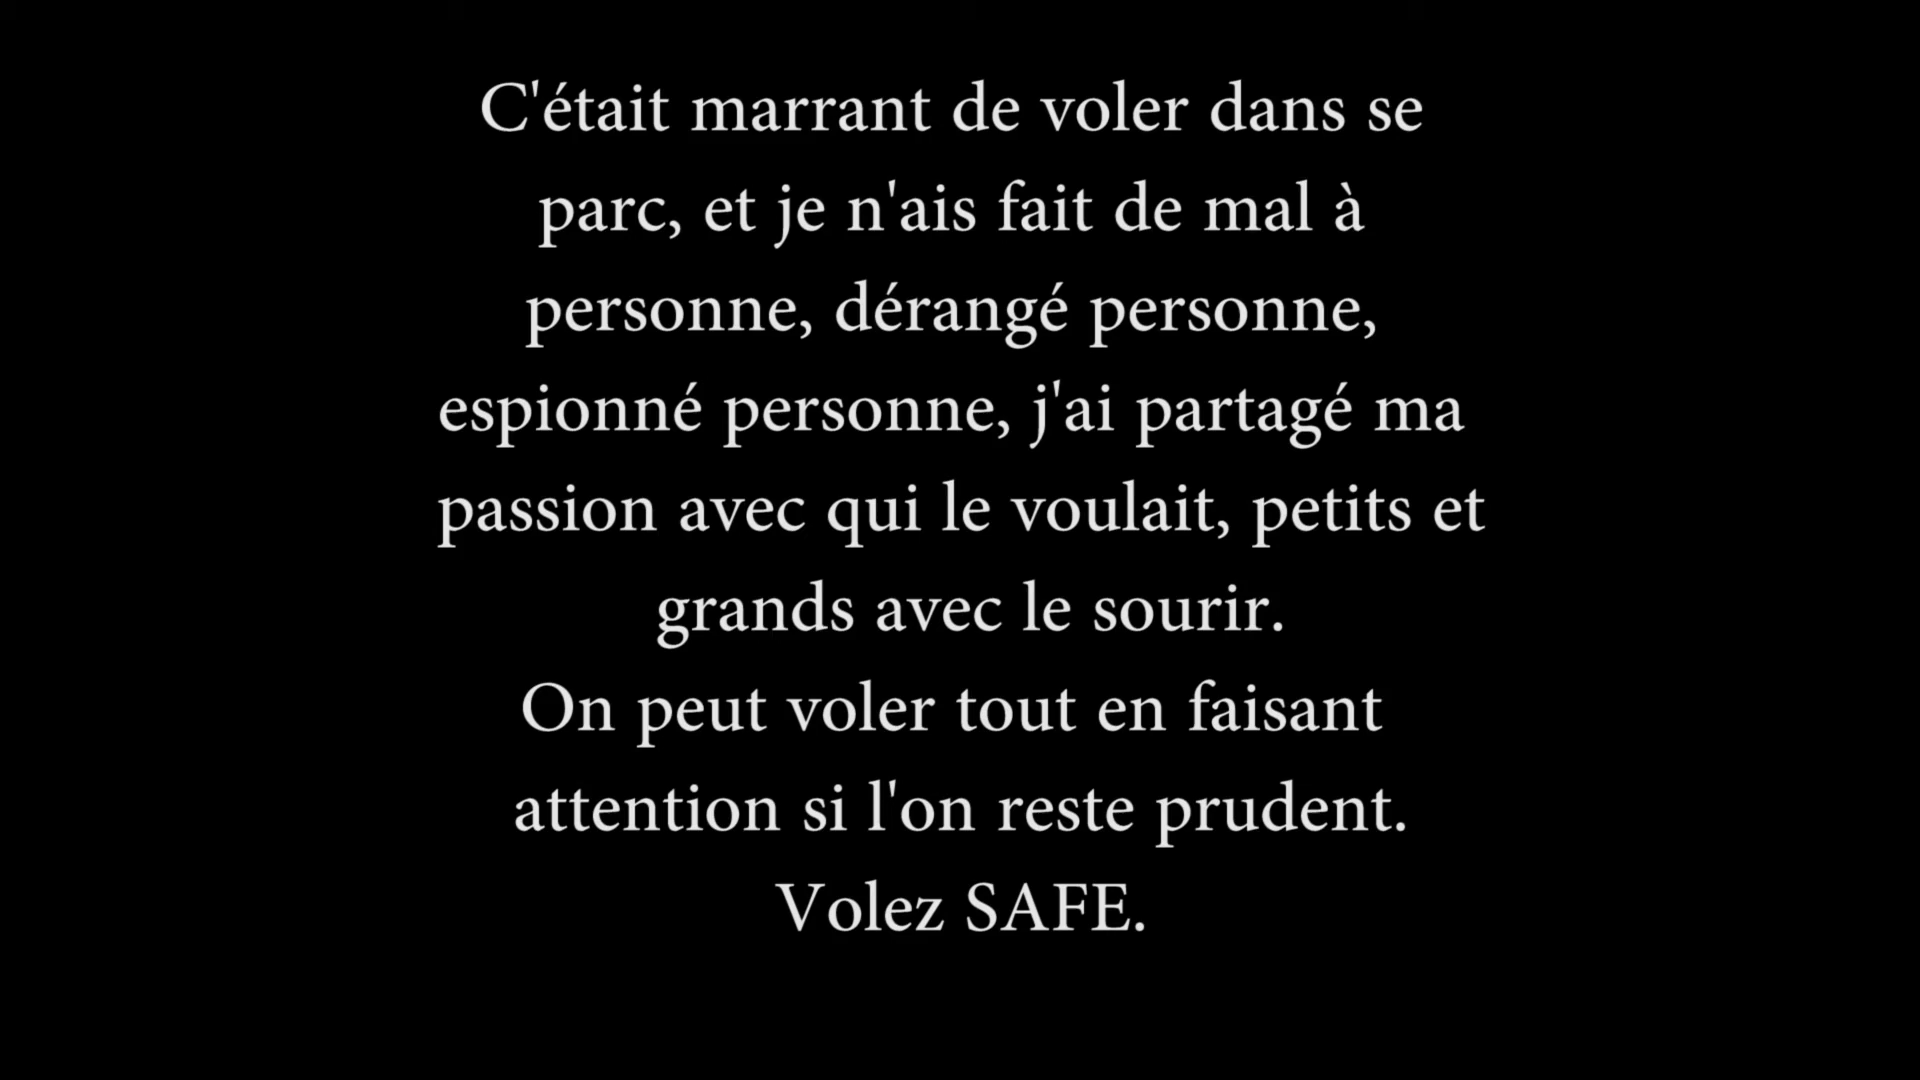 C'était marrant de voler dans se
parc, et je n'ais fait de mal à
personne, dérangé personne,
espionné personne, j'ai partagé ma
passion avec qui le voulait, petits et
grands avec le sourir.
On peut voler tout en faisant
attention si l'on reste prudent.
Volez SAFE.